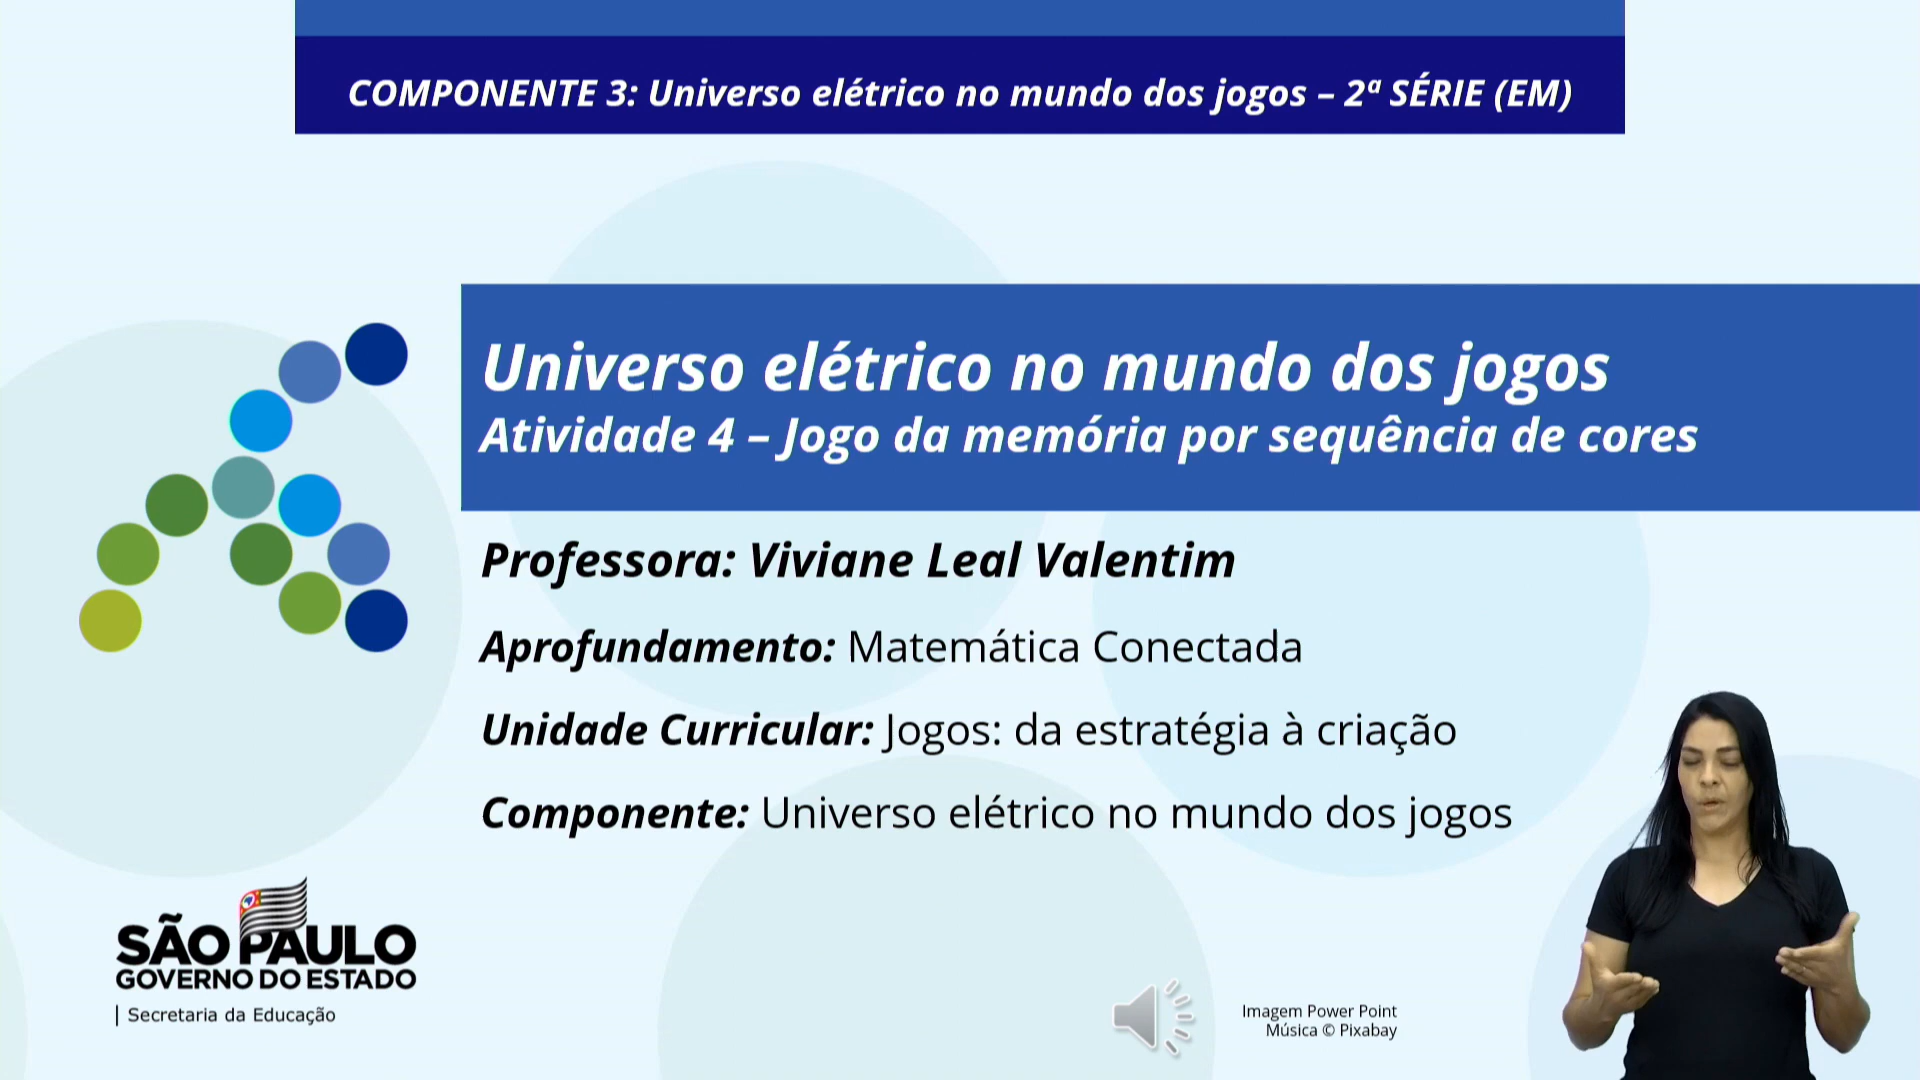 COMPONENTE 3: Universo elétrico no mundo dos jogos – 2ª SÉRIE (EM)
Universo elétrico no mundo dos jogos
Atividade 4 – Jogo da memória por sequência de cores
Professora: Viviane Leal Valentim
Aprofundamento: Matemática Conectada
Unidade Curricular: Jogos: da estratégia à criação
Componente: Universo elétrico no mundo dos jogos
SÃO PAULO
GOVERNO DO ESTADO
| Secretaria da Educação
Imagem Power Point
Música © Pixabay